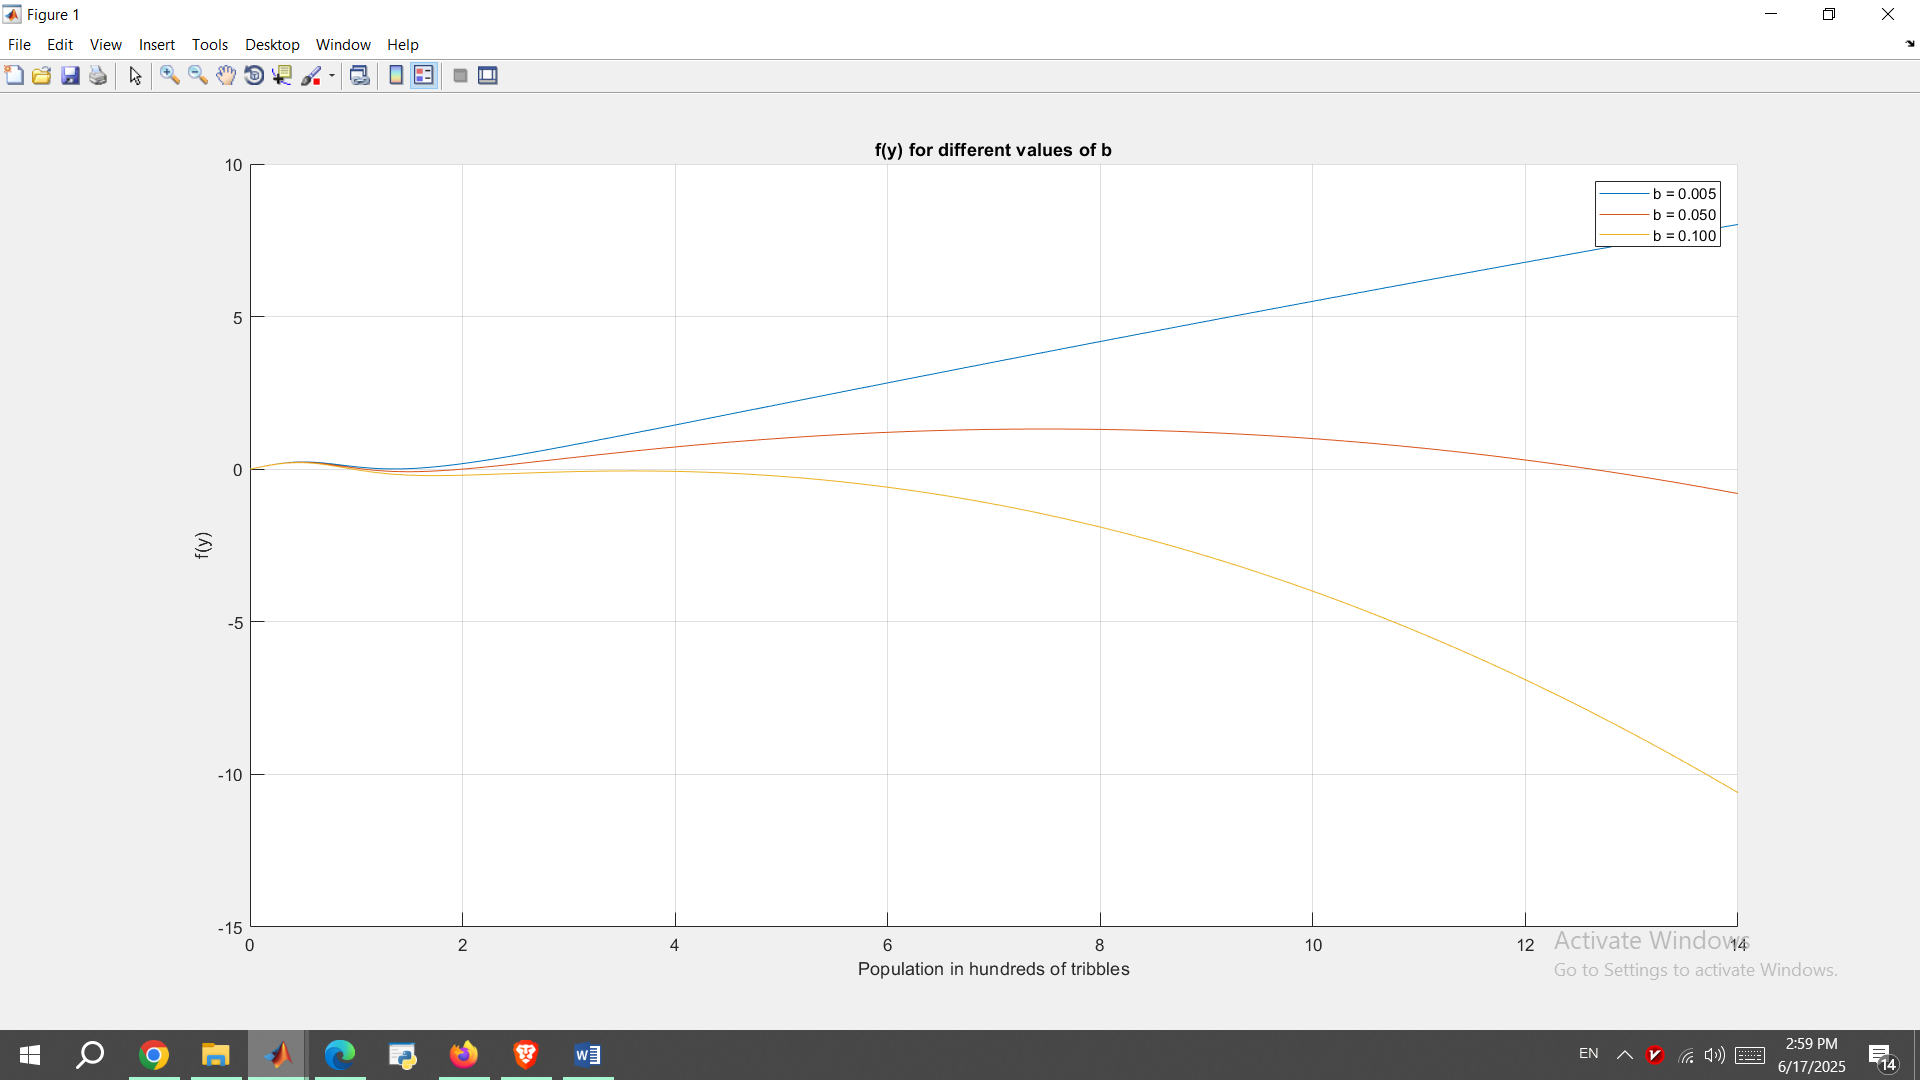 Figure 1
File Edit View Insert Tools Desktop Window Help
f(y) for different values of b
10
5
0
-5
-10
-15
f(y)
b = 0.005
b = 0.050
b = 0.100
0 2 4 6 8 10 12 14
Population in hundreds of tribbles
Activate Windows
Go to Settings to activate Windows.
EN
2:59 PM
6/17/2025
14